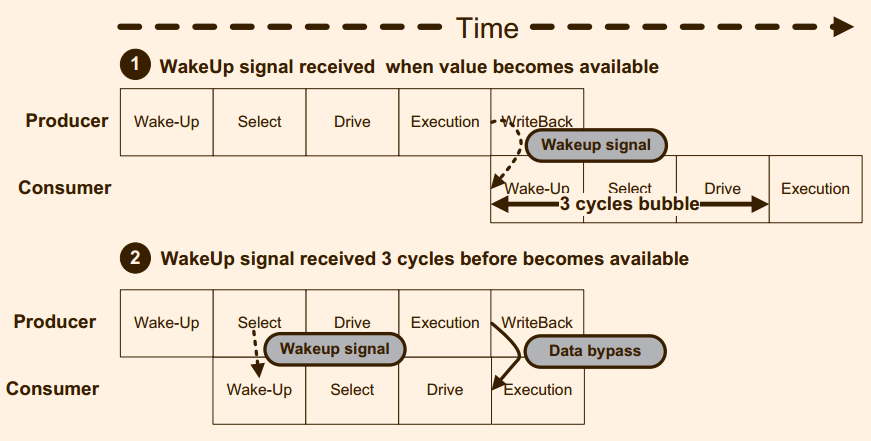 Time
1 WakeUp signal received when value becomes available
Producer Wake-Up Select Drive Execution WriteBack
Wakeup signal
Consumer Wake-Up Select Drive Execution
3 cycles bubble
2 WakeUp signal received 3 cycles before becomes available
Producer Wake-Up Select Drive Execution WriteBack
Wakeup signal Data bypass
Consumer Wake-Up Select Drive Execution